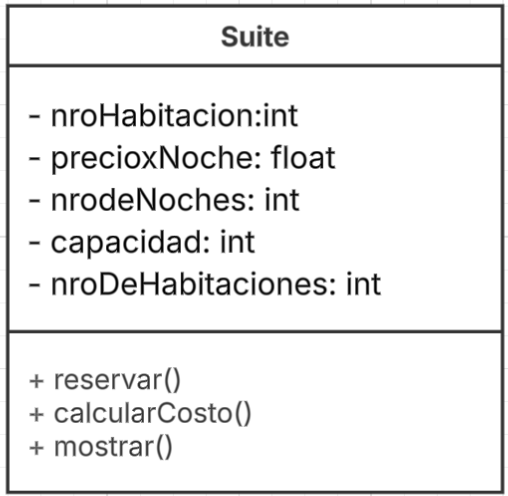 Suite
- nroHabitacion:int
- precioxNoche: float
- nrodeNoches: int
- capacidad: int
- nroDeHabitaciones: int
+ reservar()
+ calcularCosto()
+ mostrar()